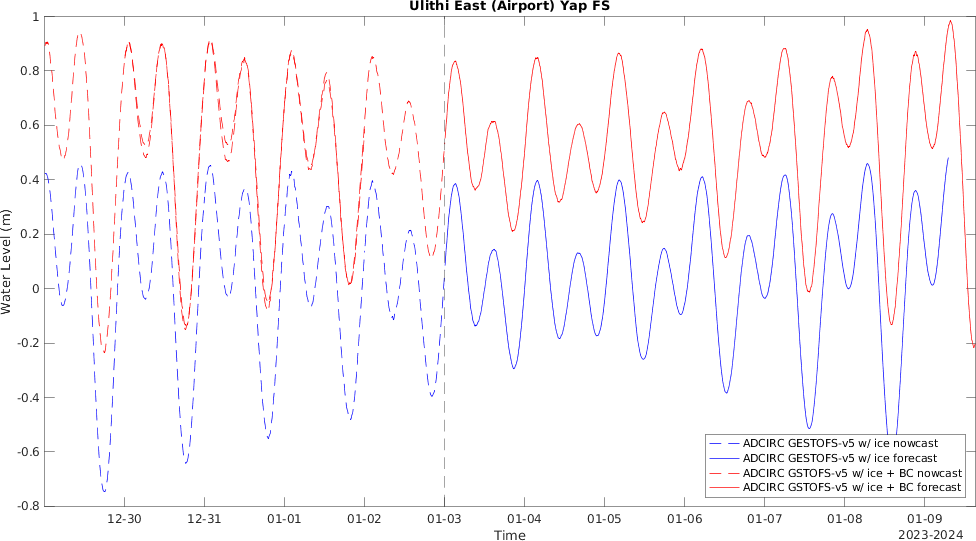 Ulithi East (Airport) Yap FS
1
0.8
0.6
0.4
0.2
0
-0.2
-0.4
-0.6
-0.8
Water Level (m)
ADCIRC GESTOFS-v5 w/ ice nowcast
ADCIRC GESTOFS-v5 w/ ice forecast
ADCIRC GSTOFS-v5 w/ ice + BC nowcast
ADCIRC GSTOFS-v5 w/ ice + BC forecast
12-30 12-31 01-01 01-02 01-03 01-04 01-05 01-06 01-07 01-08 01-09
Time
2023-2024